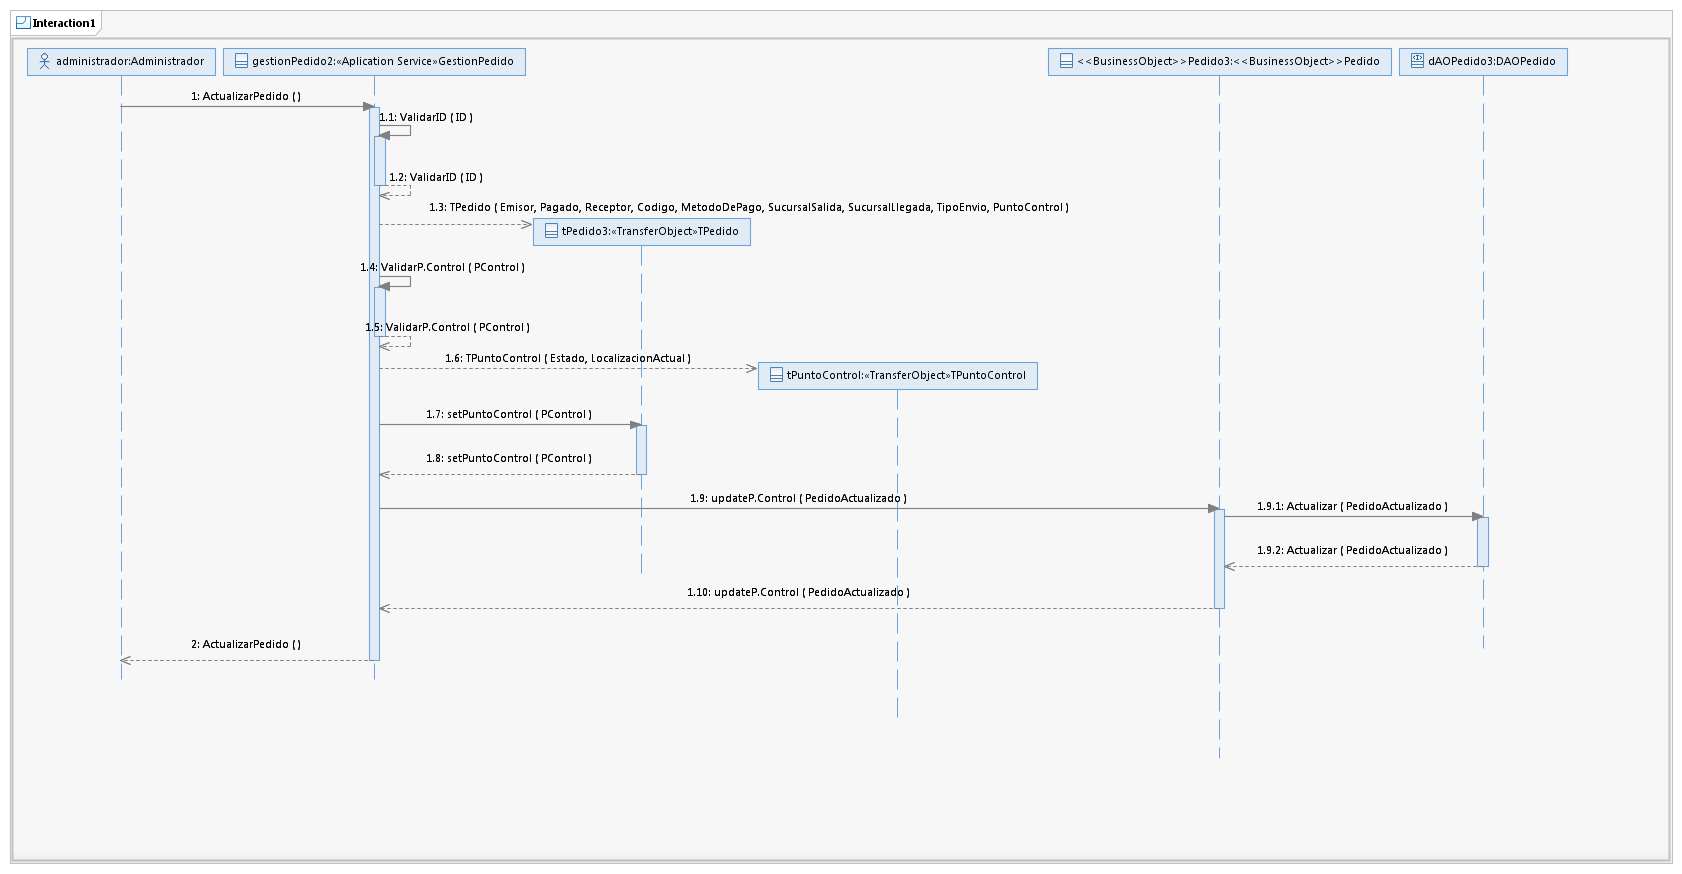 Interaction1
administrador:Administrador
gestionPedido2:«Aplication Service»GestionPedido
<<BusinessObject>>Pedido3:<<BusinessObject>>Pedido
dAOPedido3:DAOPedido
1: ActualizarPedido ( )
1.1: ValidarID ( ID )
1.2: ValidarID ( ID )
1.3: TPedido ( Emisor, Pagado, Receptor, Codigo, MetodoDePago, SucursalSalida, SucursalLlegada, TipoEnvio, PuntoControl )
tPedido3:«TransferObject»TPedido
1.4: ValidarP.Control ( PControl )
1.5: ValidarP.Control ( PControl )
1.6: TPuntoControl ( Estado, LocalizacionActual )
tPuntoControl:«TransferObject»TPuntoControl
1.7: setPuntoControl ( PControl )
1.8: setPuntoControl ( PControl )
1.9: updateP.Control ( PedidoActualizado )
1.9.1: Actualizar ( PedidoActualizado )
1.9.2: Actualizar ( PedidoActualizado )
1.10: updateP.Control ( PedidoActualizado )
2: ActualizarPedido ( )